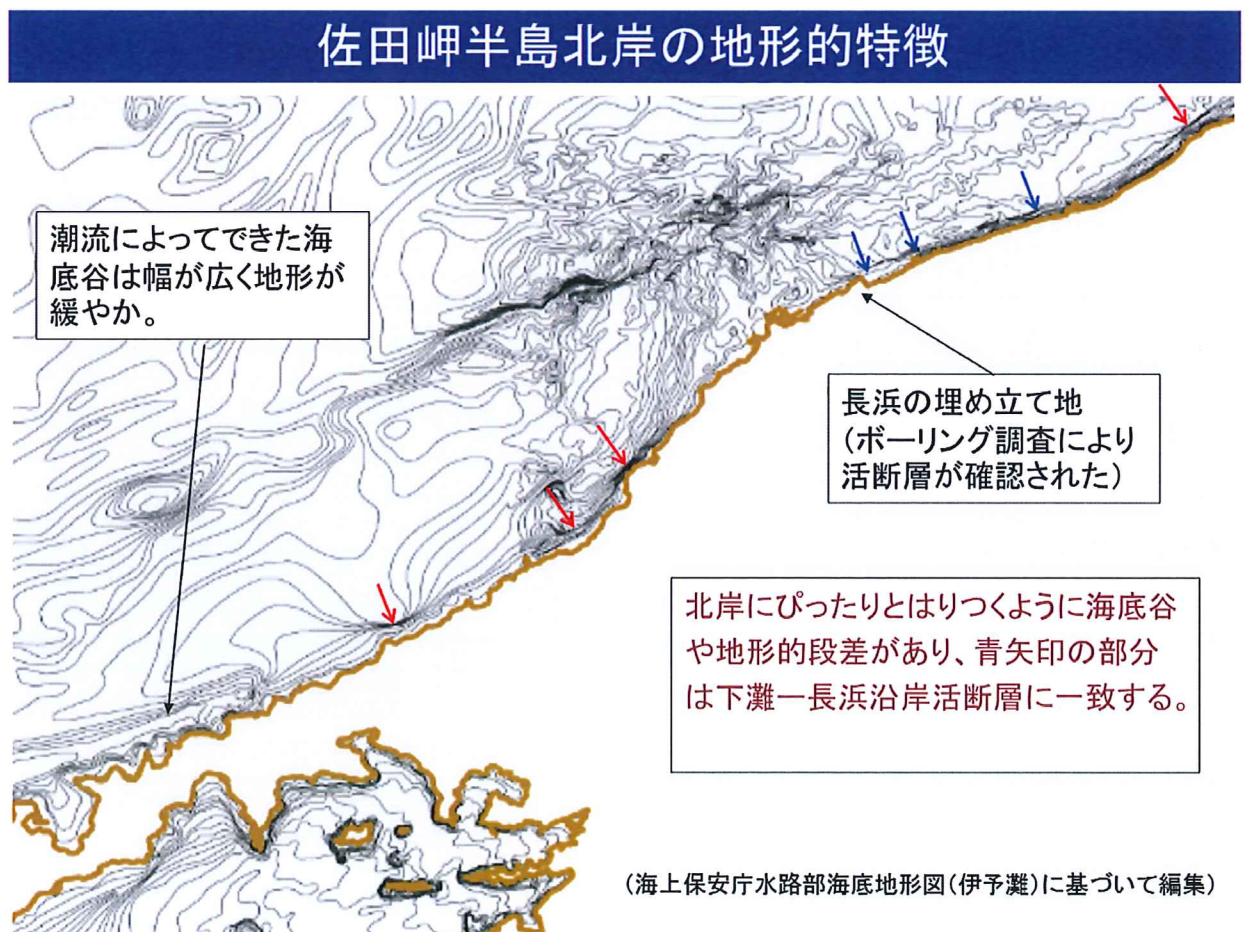 佐田岬半島北岸の地形的特徴
潮流によってできた海
底谷は幅が広く地形が
緩やか。
長浜の埋め立て地
（ボーリング調査により
活断層が確認された）
北岸にぴったりとはりつくように海底谷
や地形的段差があり、青矢印の部分
は下灘ー長浜沿岸活断層に一致する。
（海上保安庁水路部海底地形図（伊予灘）に基づいて編集）